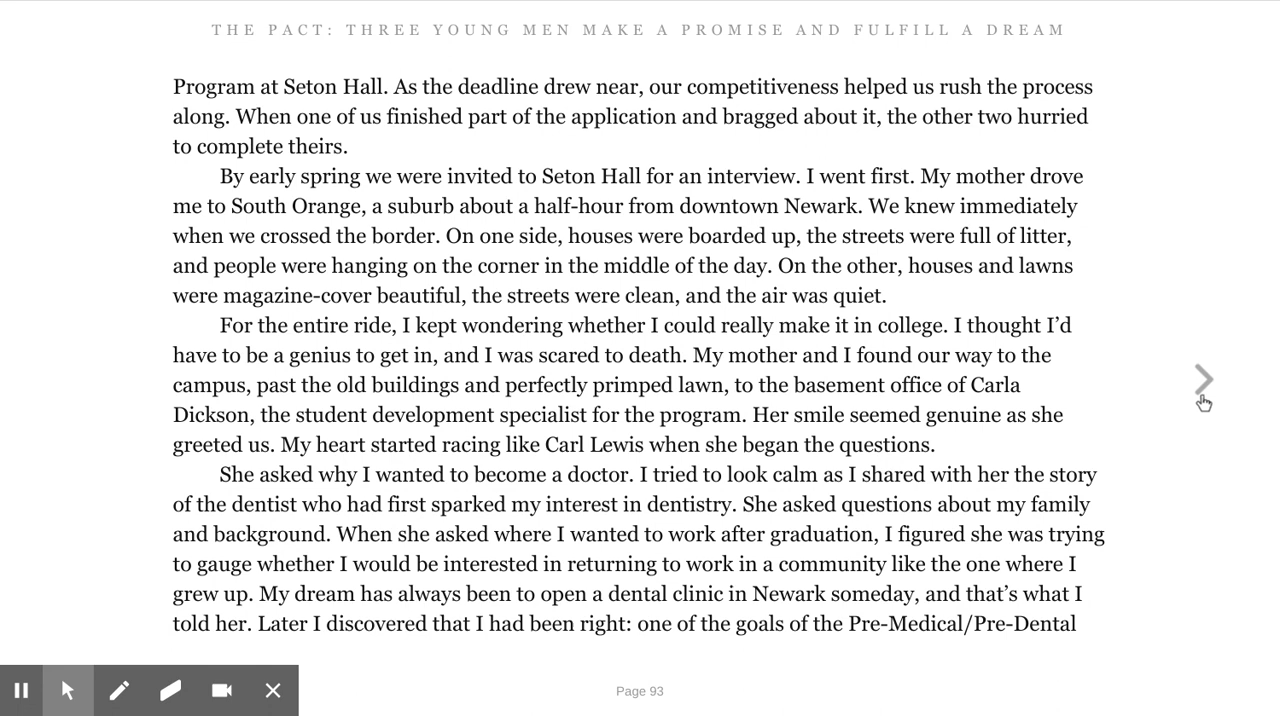 THE PACT: THREE YOUNG MEN MAKE A PROMISE AND FULFILL A DREAM
Program at Seton Hall. As the deadline drew near, our competitiveness helped us rush the process
along. When one of us finished part of the application and bragged about it, the other two hurried
to complete theirs.
By early spring we were invited to Seton Hall for an interview. I went first. My mother drove
me to South Orange, a suburb about a half-hour from downtown Newark. We knew immediately
when we crossed the border. On one side, houses were boarded up, the streets were full of litter,
and people were hanging on the corner in the middle of the day. On the other, houses and lawns
were magazine-cover beautiful, the streets were clean, and the air was quiet.
For the entire ride, I kept wondering whether I could really make it in college. I thought I’d
have to be a genius to get in, and I was scared to death. My mother and I found our way to the
campus, past the old buildings and perfectly primped lawn, to the basement office of Carla
Dickson, the student development specialist for the program. Her smile seemed genuine as she
greeted us. My heart started racing like Carl Lewis when she began the questions.
She asked why I wanted to become a doctor. I tried to look calm as I shared with her the story
of the dentist who had first sparked my interest in dentistry. She asked questions about my family
and background. When she asked where I wanted to work after graduation, I figured she was trying
to gauge whether I would be interested in returning to work in a community like the one where I
grew up. My dream has always been to open a dental clinic in Newark someday, and that’s what I
told her. Later I discovered that I had been right: one of the goals of the Pre-Medical/Pre-Dental
Page 93